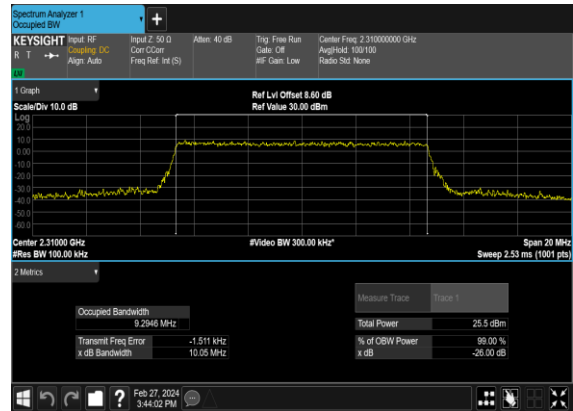 Spectrum Analyzer 1
Occupied BW
+
KEYSIGHT
R T
LXI
Input: RF
Coupling: DC
Align: Auto
Input Z: 50 Ω
Corr CCorr
Freq Ref: Int (S)
Atten: 40 dB
Trig: Free Run
Gate: Off
#IF Gain: Low
Center Freq: 2.310000000 GHz
Avg|Hold: 100/100
Radio Std: None
1 Graph
Scale/Div 10.0 dB
Ref Lvl Offset 8.60 dB
Ref Value 30.00 dBm
Log
20.0
10.0
0.00
-10.0
-20.0
-30.0
-40.0
-50.0
-60.0
Center 2.31000 GHz
#Res BW 100.00 kHz
#Video BW 300.00 kHz*
Span 20 MHz
Sweep 2.53 ms (1001 pts)
2 Metrics
Measure Trace Trace 1
Occupied Bandwidth
9.2946 MHz
Total Power 25.5 dBm
Transmit Freq Error -1.511 kHz
% of OBW Power 99.00 %
x dB Bandwidth 10.05 MHz
x dB -26.00 dB
?
Feb 27, 2024
3:44:02 PM